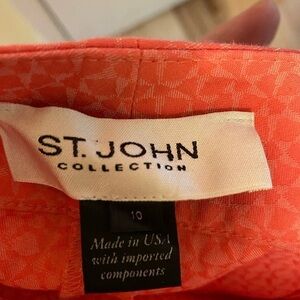 ST. JOHN
COLLECTION
10
Made in USA
with imported
components